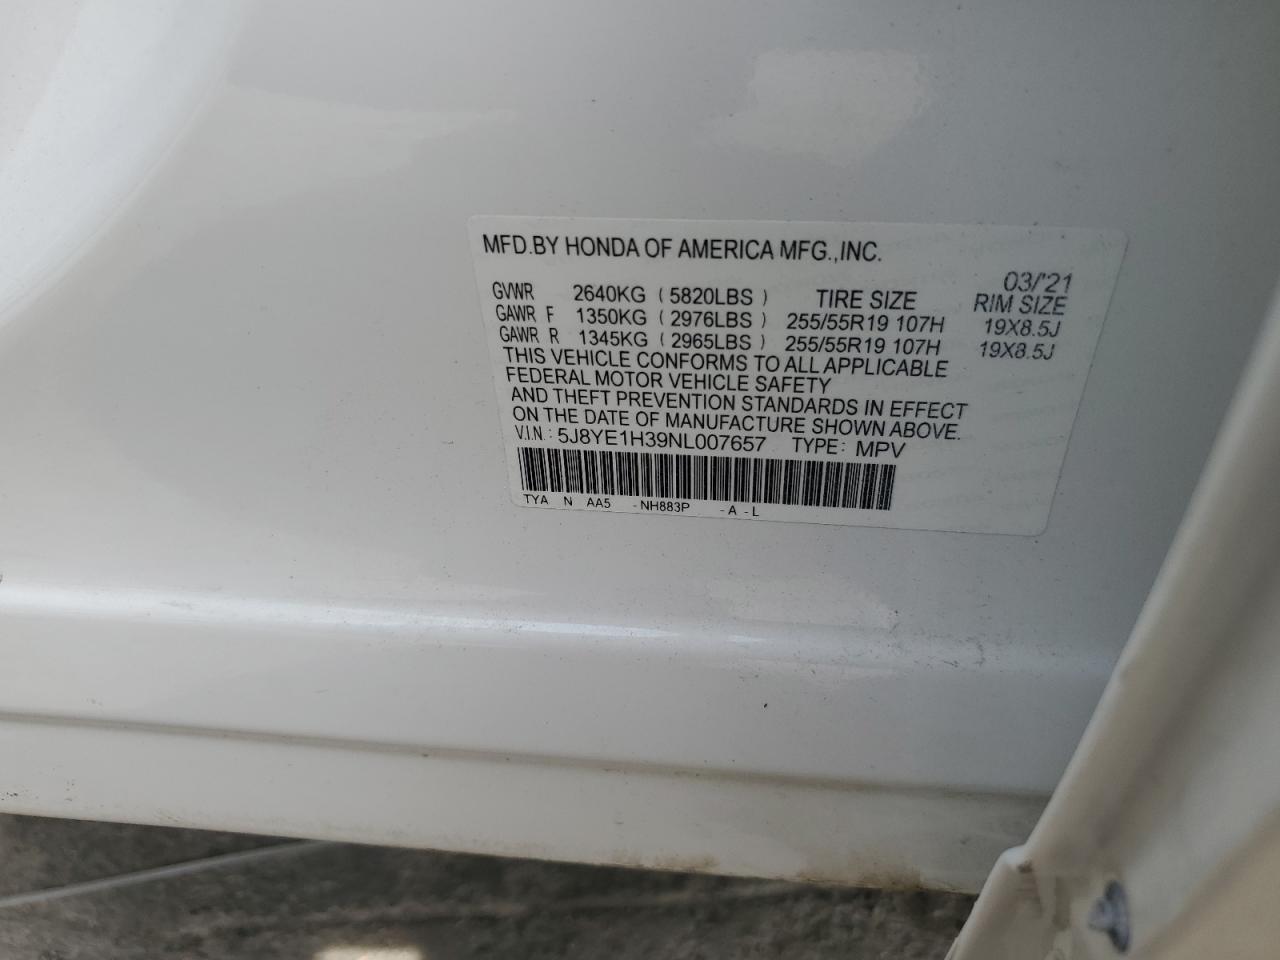 MFD.BY HONDA OF AMERICA MFG.,INC.
03/'21
GVWR 2640KG (5820LBS) TIRE SIZE RIM SIZE
GAWR F 1350KG (2976LBS) 255/55R19 107H 19X8.5J
GAWR R 1345KG (2965LBS) 255/55R19 107H 19X8.5J
THIS VEHICLE CONFORMS TO ALL APPLICABLE
FEDERAL MOTOR VEHICLE SAFETY
AND THEFT PREVENTION STANDARDS IN EFFECT
ON THE DATE OF MANUFACTURE SHOWN ABOVE.
V.I.N.: 5J8YE1H39NL007657 TYPE: MPV
TYA N AA5 -NH883P -A -L